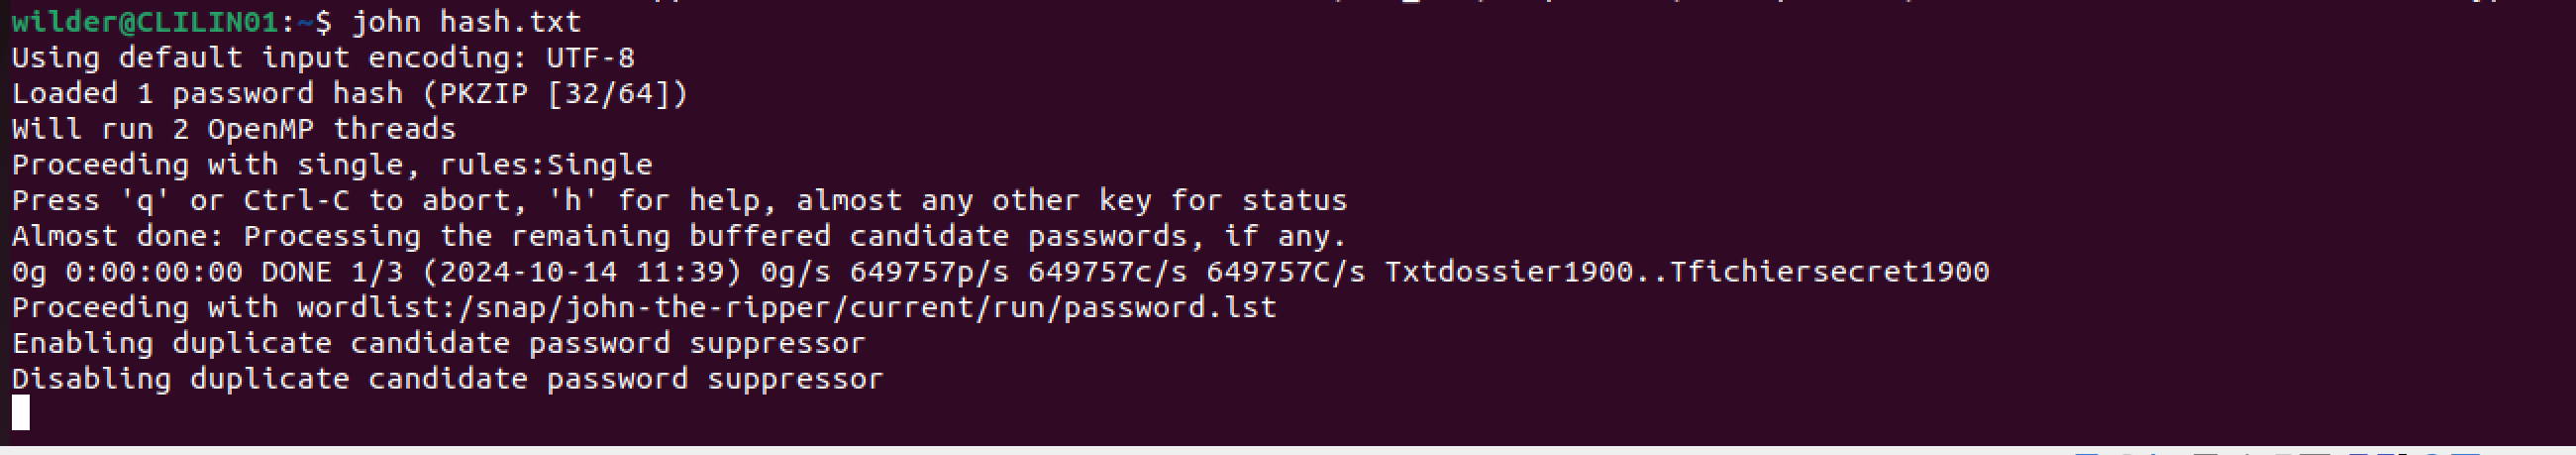 wilder@CLILIN01:~$ john hash.txt
Using default input encoding: UTF-8
Loaded 1 password hash (PKZIP [32/64])
Will run 2 OpenMP threads
Proceeding with single, rules:Single
Press 'q' or Ctrl-C to abort, 'h' for help, almost any other key for status
Almost done: Processing the remaining buffered candidate passwords, if any.
0g 0:00:00:00 DONE 1/3 (2024-10-14 11:39) 0g/s 649757p/s 649757c/s 649757C/s Txtdossier1900..Tfichiersecret1900
Proceeding with wordlist:/snap/john-the-ripper/current/run/password.lst
Enabling duplicate candidate password suppressor
Disabling duplicate candidate password suppressor